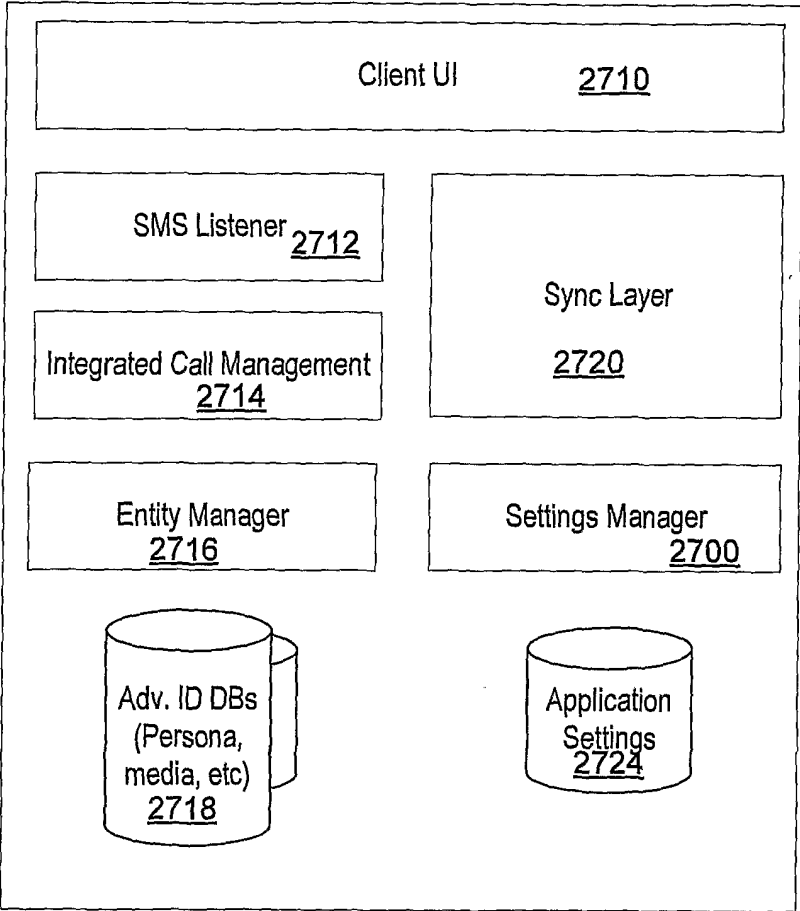 Client UI 2710
SMS Listener 2712
Integrated Call Management
2714
Sync Layer
2720
Entity Manager
2716
Settings Manager
2700
Adv. ID DBs
(Persona,
media, etc)
2718
Application
Settings
2724